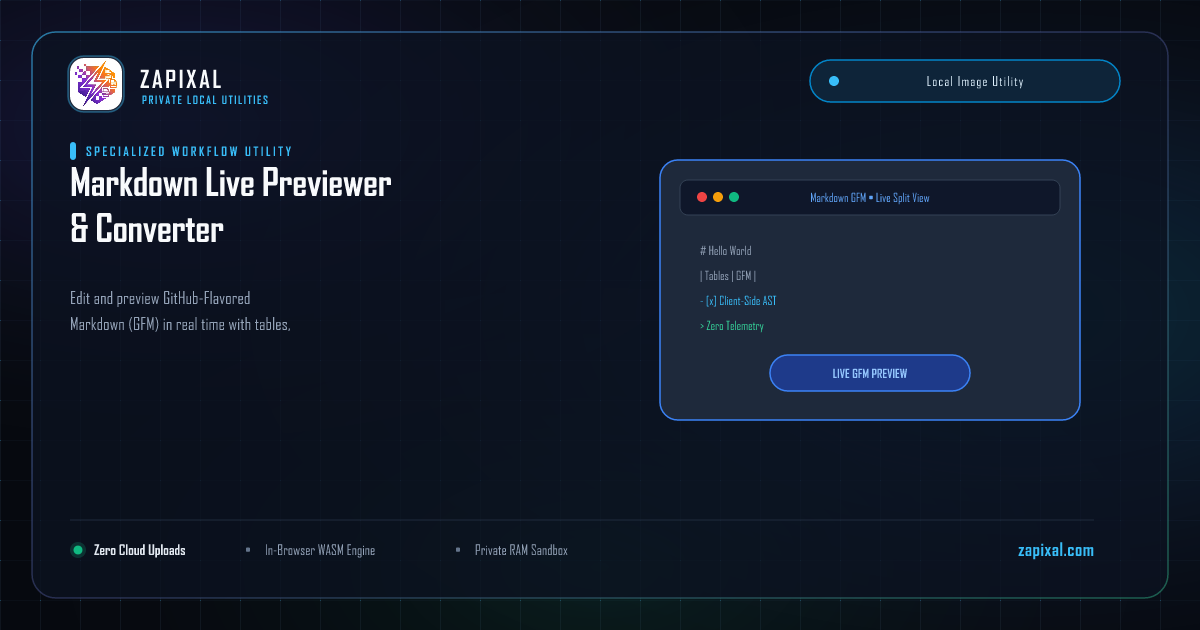 ZAPIXAL
PRIVATE LOCAL UTILITIES
Local Image Utility
SPECIALIZED WORKFLOW UTILITY
Markdown Live Previewer
& Converter
Edit and preview GitHub-Flavored
Markdown (GFM) in real time with tables,
Markdown GFM • Live Split View
# Hello World
| Tables | GFM |
- [x] Client-Side AST
> Zero Telemetry
LIVE GFM PREVIEW
Zero Cloud Uploads
In-Browser WASM Engine
Private RAM Sandbox
zapixal.com